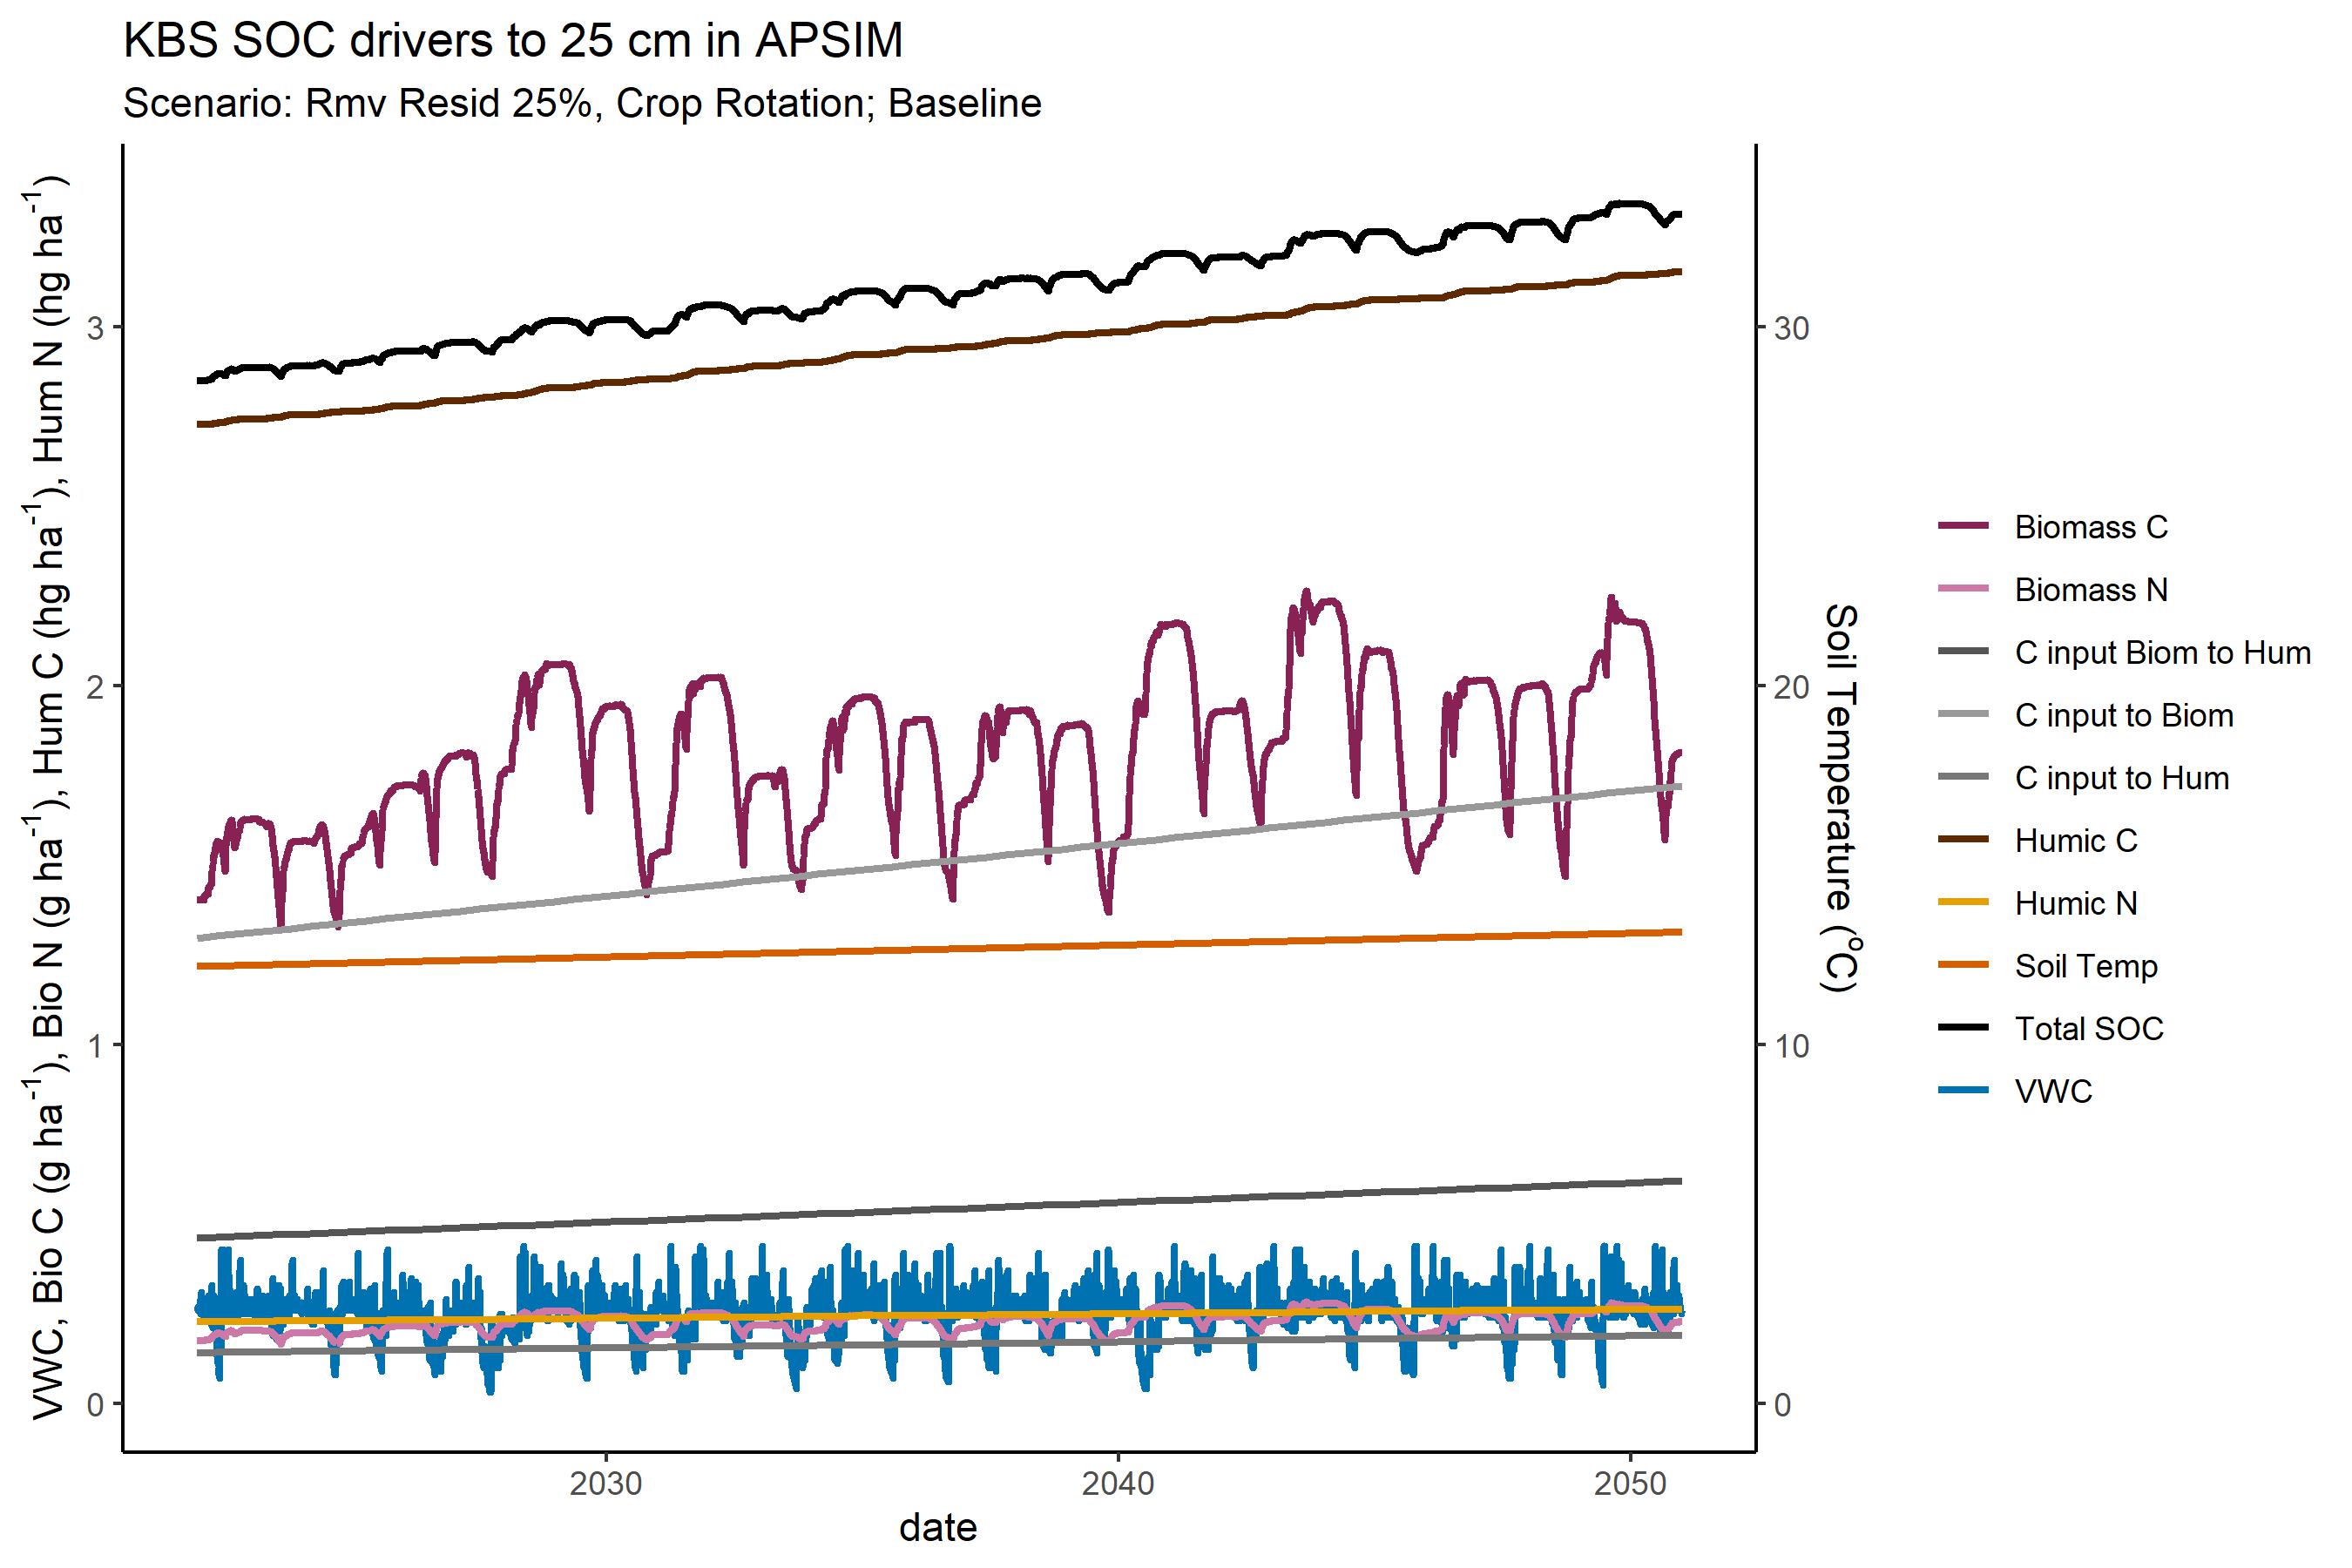 KBS SOC drivers to 25 cm in APSIM
Scenario: Rmv Resid 25%, Crop Rotation; Baseline
VWC, Bio C (g ha⁻¹), Bio N (g ha⁻¹), Hum C (hg ha⁻¹), Hum N (hg ha⁻¹)
3
2
1
0
30
20
10
0
Soil Temperature (°C)
2030
2040
2050
date
Biomass C
Biomass N
C input Biom to Hum
C input to Biom
C input to Hum
Humic C
Humic N
Soil Temp
Total SOC
VWC